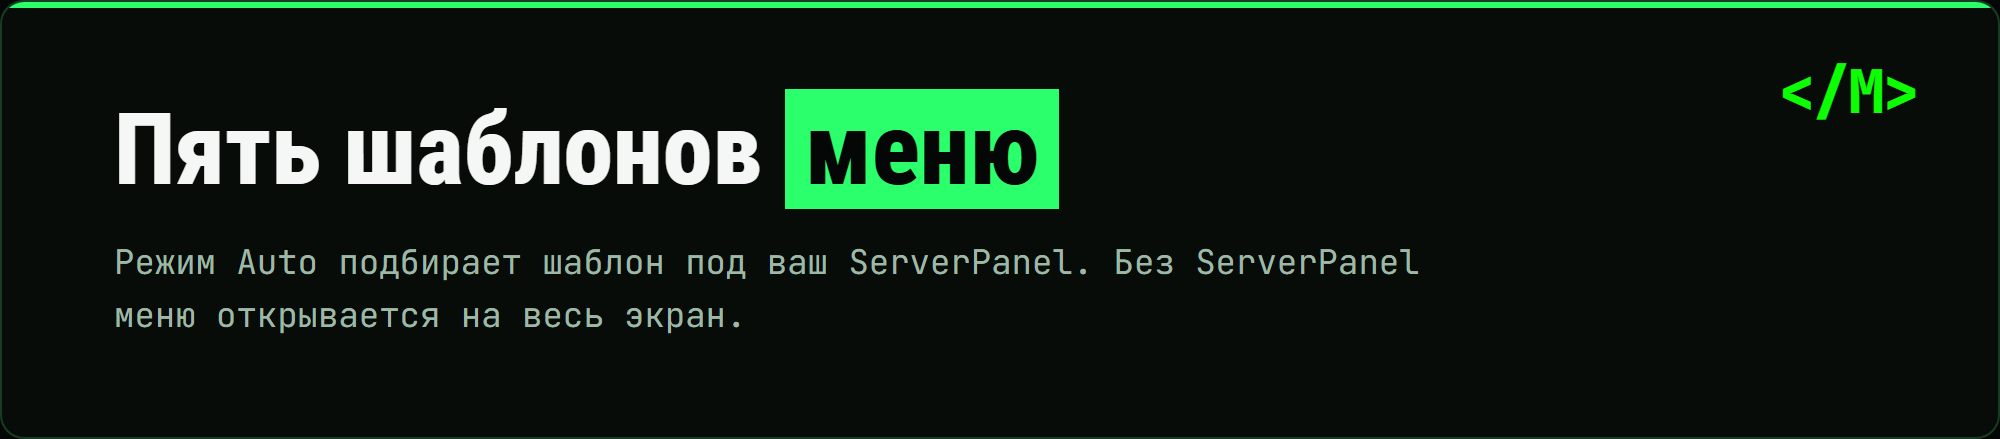 </M>
Пять шаблонов меню
Режим Auto подбирает шаблон под ваш ServerPanel. Без ServerPanel
меню открывается на весь экран.